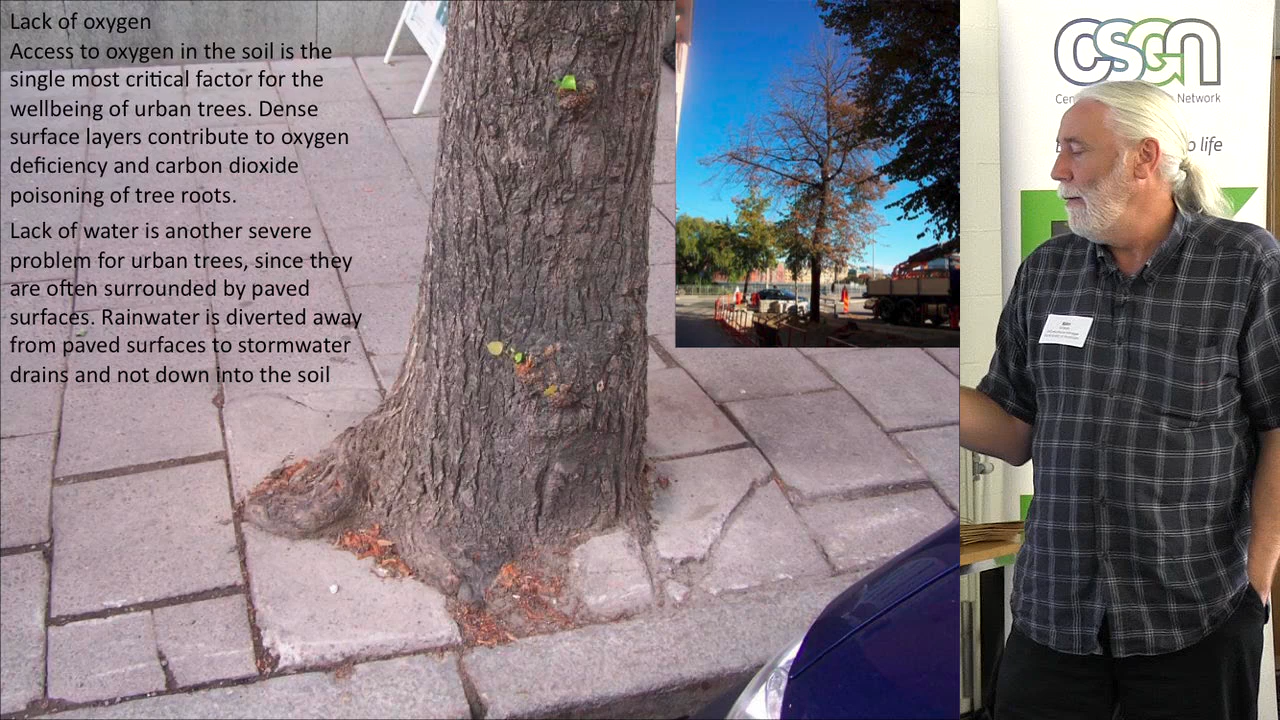 Lack of oxygen
Access to oxygen in the soil is the
single most critical factor for the
wellbeing of urban trees. Dense
surface layers contribute to oxygen
deficiency and carbon dioxide
poisoning of tree roots.
Lack of water is another severe
problem for urban trees, since they
are often surrounded by paved
surfaces. Rainwater is diverted away
from paved surfaces to stormwater
drains and not down into the soil
CSGN
Network
life